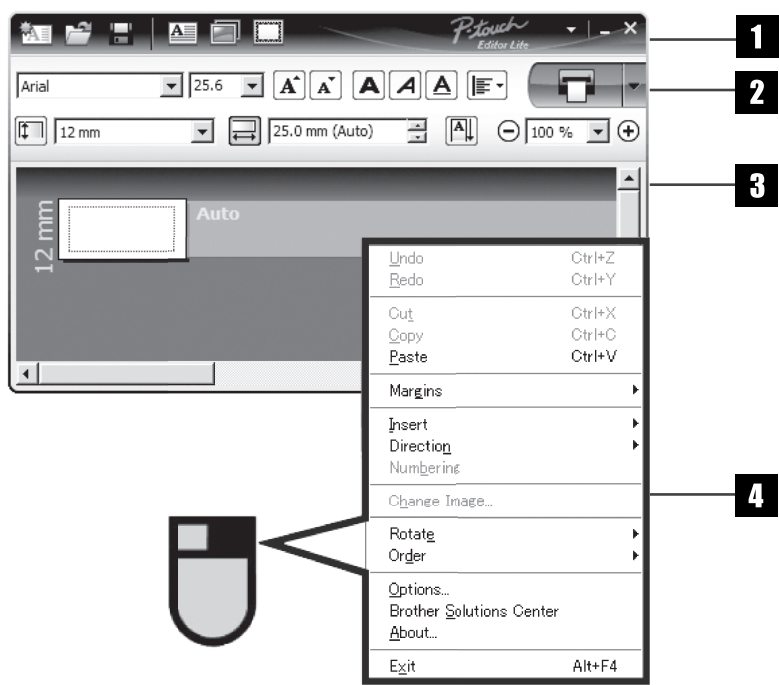 P-touch
Editor Lite
1
Arial 25.6 A A A A A
2
12 mm 25.0 mm (Auto) A 100 %
3
12 mm
Auto
Undo Ctrl+Z
Redo Ctrl+Y
Cut Ctrl+X
Copy Ctrl+C
Paste Ctrl+V
Margins
Insert
Direction
Numbering
Change Image...
4
Rotate
Order
Options...
Brother Solutions Center
About...
Exit Alt+F4